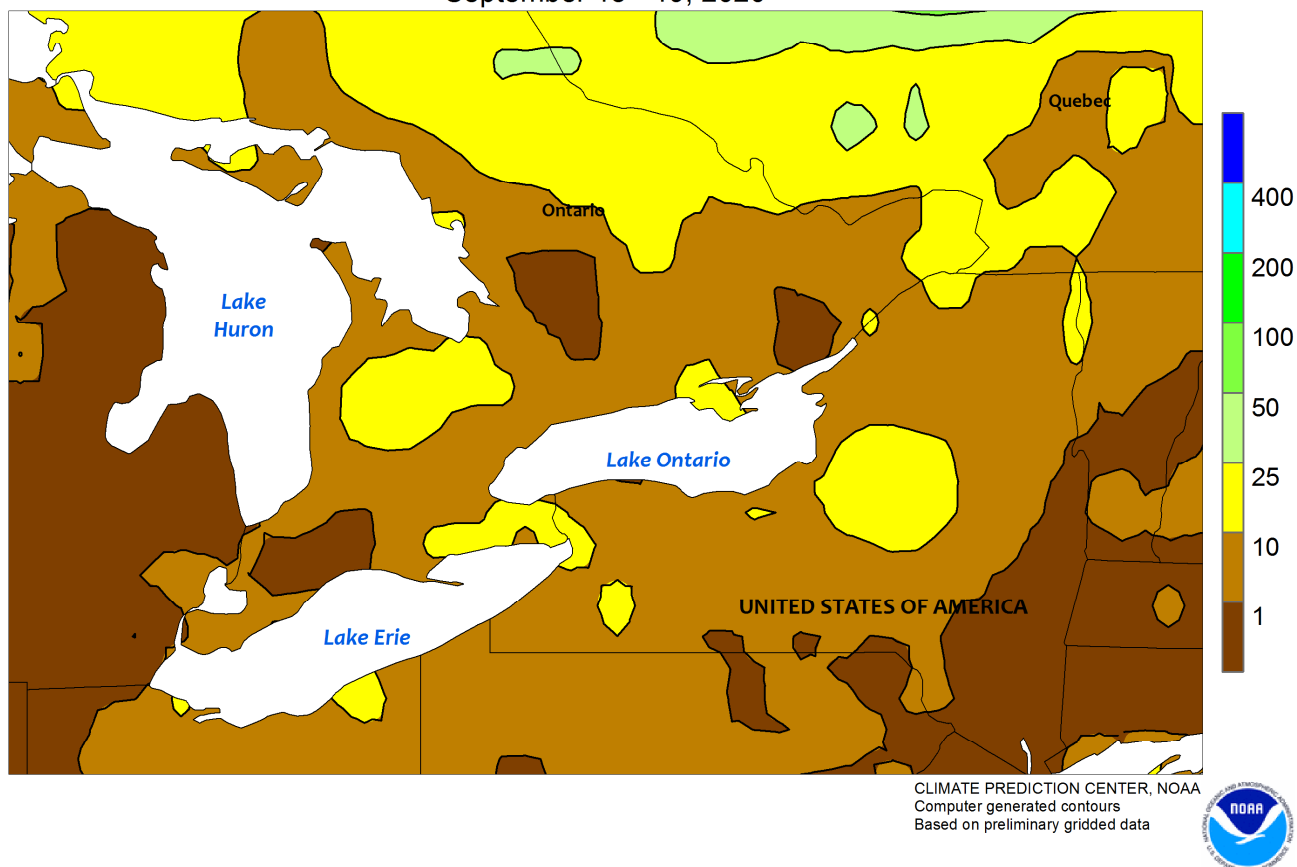 Quebec
400
Ontario
200
Lake
Huron
100
50
Lake Ontario
25
10
UNITED STATES OF AMERICA
1
Lake Erie
CLIMATE PREDICTION CENTER, NOAA
Computer generated contours
Based on preliminary gridded data
NOAA